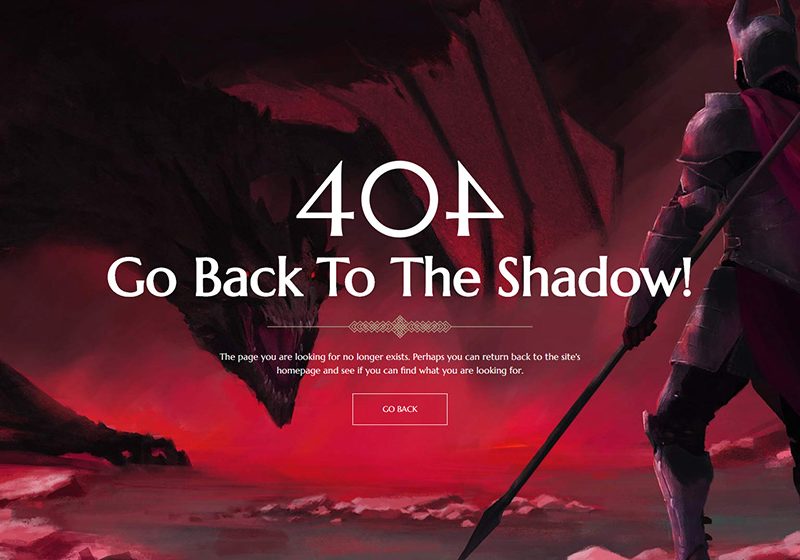 404
Go Back To The Shadow!
The page you are looking for no longer exists. Perhaps you can return back to the site's
homepage and see if you can find what you are looking for.
GO BACK